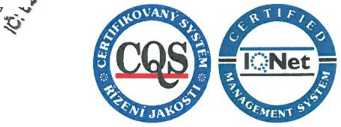 CERTIFIKOVANÝ SYSTÉM
CQS
ŘÍZENÍ JAKOSTI
CERTIFIED
IQNet
MANAGEMENT SYSTEM